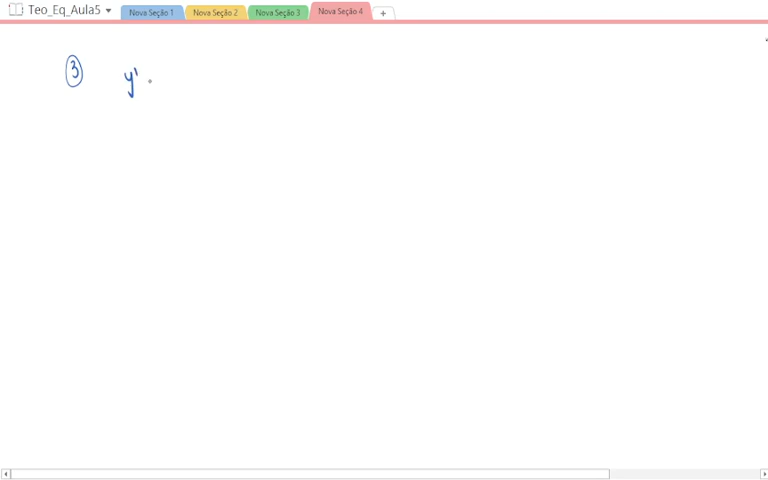 Teo_Eq_Aula5 Nova Seção 1 Nova Seção 2 Nova Seção 3 Nova Seção 4 +
③ y'